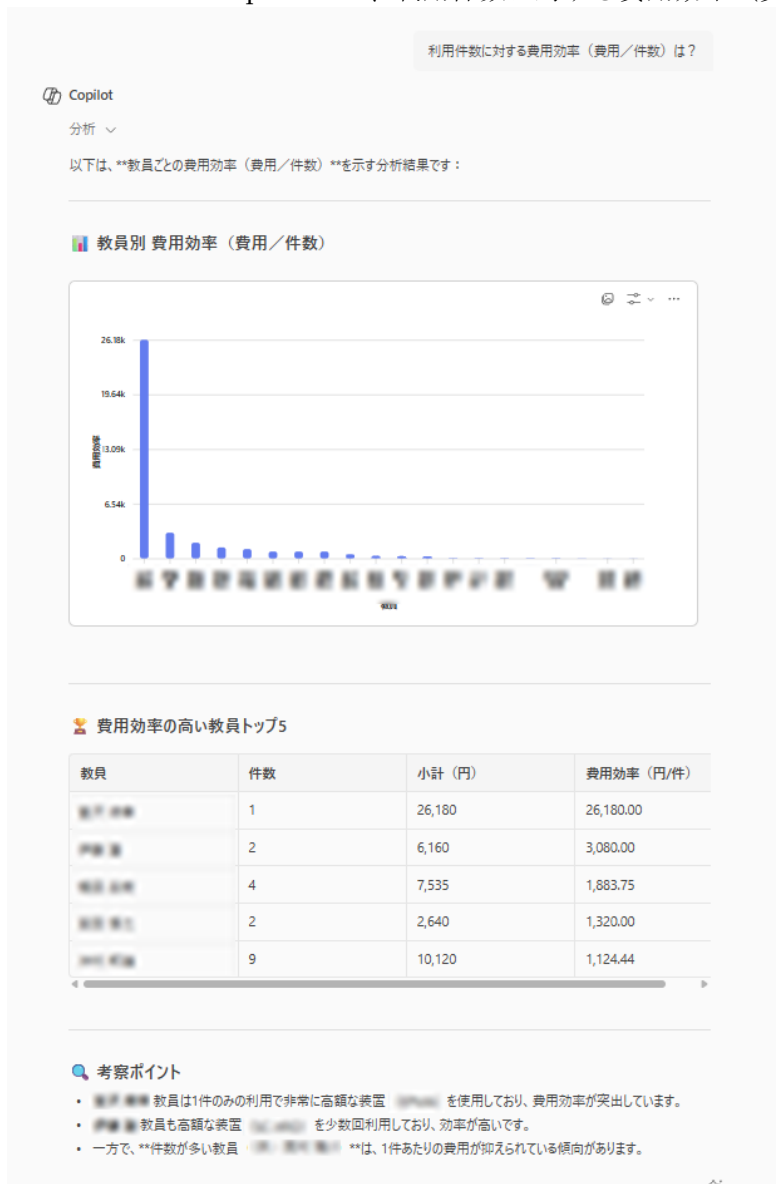 利用件数に対する費用効率（費用／件数）は？
Copilot
分析
以下は、**教員ごとの費用効率（費用／件数）**を示す分析結果です：
教員別 費用効率（費用／件数）
26.18k
19.64k
13.09k
6.54k
0
費用効率
教員
費用効率の高い教員トップ5
教員 件数 小計（円） 費用効率（円/件）
1 26,180 26,180.00
2 6,160 3,080.00
4 7,535 1,883.75
2 2,640 1,320.00
9 10,120 1,124.44
考察ポイント
• 教員は1件のみの利用で非常に高額な装置 を使用しており、費用効率が突出しています。
• 教員も高額な装置 を少数回利用しており、効率が高いです。
• 一方で、**件数が多い教員 **は、1件あたりの費用が抑えられている傾向があります。